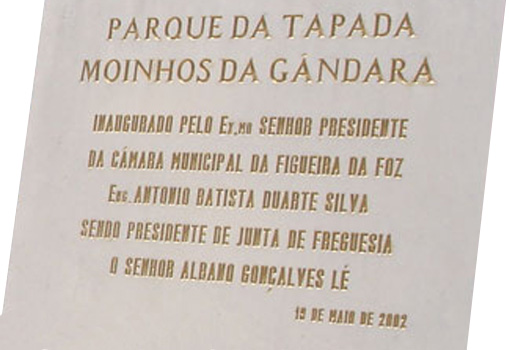 PARQUE DA TAPADA
MOINHOS DA GÂNDARA
INAUGURADO PELO Ex.mo SENHOR PRESIDENTE
DA CÂMARA MUNICIPAL DA FIGUEIRA DA FOZ
Eng. ANTONIO BATISTA DUARTE SILVA
SENDO PRESIDENTE DE JUNTA DE FREGUESIA
O SENHOR ALBANO GONÇALVES LÉ
19 DE MAIO DE 2002